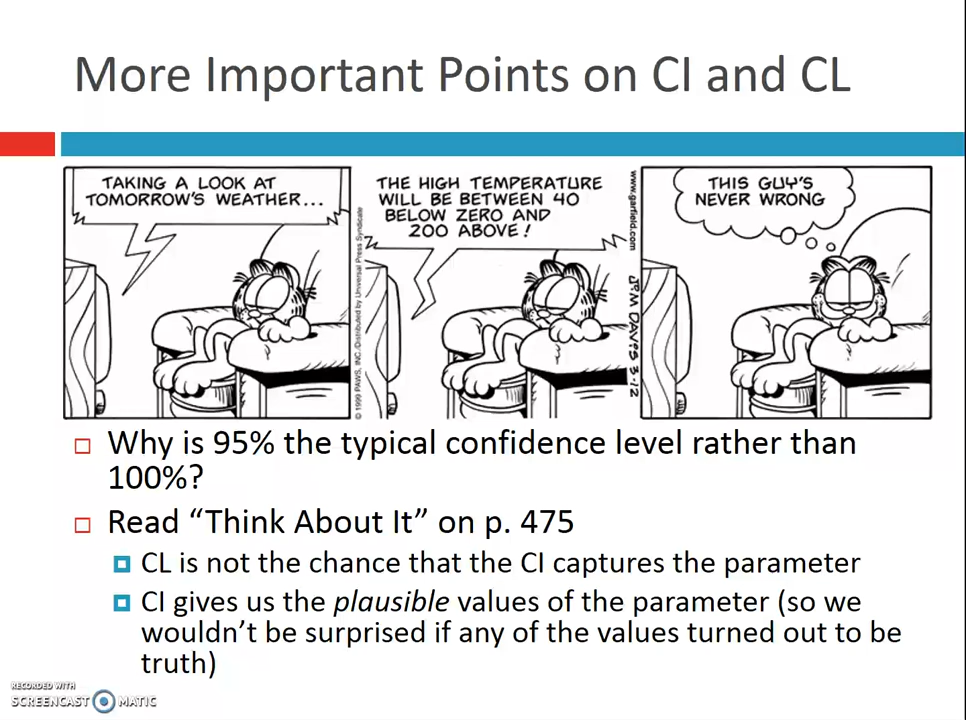 More Important Points on CI and CL
TAKING A LOOK AT
TOMORROW'S WEATHER...
© 1999 PAWS, INC./Distributed by Universal Press Syndicate
THE HIGH TEMPERATURE
WILL BE BETWEEN 40
BELOW ZERO AND
200 ABOVE!
www.garfield.com
JIM DAVIS 3-12
THIS GUY'S
NEVER WRONG
Why is 95% the typical confidence level rather than
100%?
Read “Think About It” on p. 475
CL is not the chance that the CI captures the parameter
CI gives us the plausible values of the parameter (so we
wouldn’t be surprised if any of the values turned out to be
truth)
RECORDED WITH
SCREENCAST MATIC